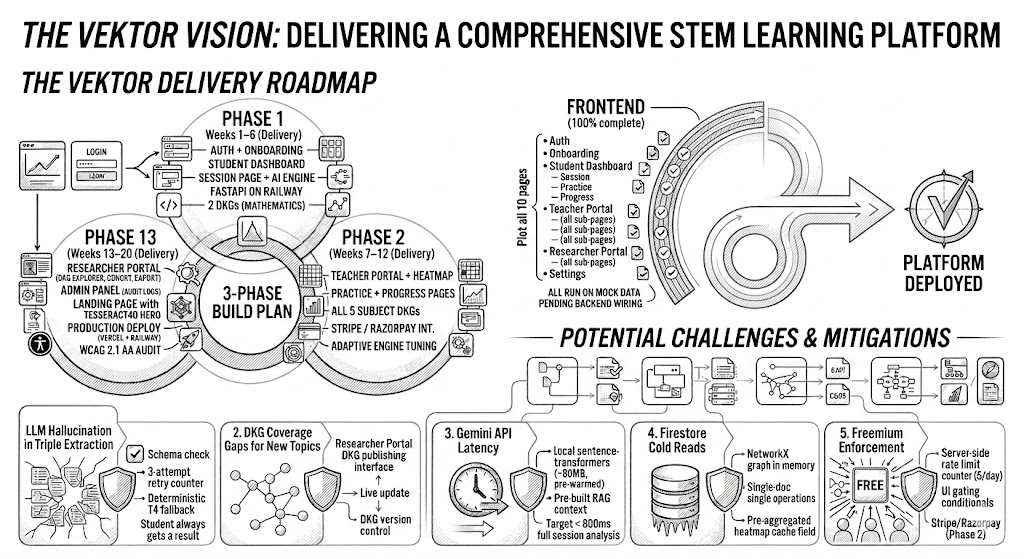 THE VEKTOR VISION: DELIVERING A COMPREHENSIVE STEM LEARNING PLATFORM
THE VEKTOR DELIVERY ROADMAP
LOGIN
PHASE 1
Weeks 1–6 (Delivery)
AUTH + ONBOARDING
STUDENT DASHBOARD
SESSION PAGE + AI ENGINE
FASTAPI ON RAILWAY
2 DKGs (MATHEMATICS)
PHASE 13
Weeks 13–20 (Delivery)
RESEARCHER PORTAL
(DAG EXPLORER, CONORT, EAPDRT)
ADMIN PANEL (AUDIT LOGS)
LANDING PAGE with
TESSERACT40 HERO
PRODUCTION DEPLOY
(VERCEL + RAILWAY)
WCAG 2.1 AA AUDIT
3-PHASE
BUILD PLAN
PHASE 2
(Weeks 7–12 (Delivery)
TEACHER PORTAL + HEATMAP
PRACTICE + PROGRESS PAGES
ALL 5 SUBJECT DKGs
STRIPE / RAZORPAY INT.
ADAPTIVE ENGINE TUNING
FRONTEND
(100% complete)
Plot all 10 pages
• Auth
• Onboarding
• Student Dashboard
– Session
– Practice
– Progress
• Teacher Portal
– (all sub-pages)
– (all sub-pages)
– (all sub-pages)
• Researcher Portal
– (all sub-pages)
• Settings
ALL RUN ON MOCK DATA
PENDING BACKEND WIRING
PLATFORM
DEPLOYED
POTENTIAL CHALLENGES & MITIGATIONS
LLM Hallucination
in Triple Extraction
Schema check
3-attempt
retry counter
Deterministic
T4 fallback
Student always
gets a result
2. DKG Coverage
Gaps for New Topics
Researcher Portal
DKG publishing
interface
Live update
DKG version
control
3. Gemini API
Latency
Local sentence-
transformers
(~80MB,
pre-warmed)
Pre-built RAG
context
Target < 800ms
full session analysis
4. Firestore
Cold Reads
NetworkX
graph in memory
Single-doc
single operations
Pre-aggregated
heatmap cache field
5. Freemium
Enforcement
FREE
Server-side
rate limit
counter (5/day)
UI gating
conditionals
Stripe/Razorpay
(Phase 2)